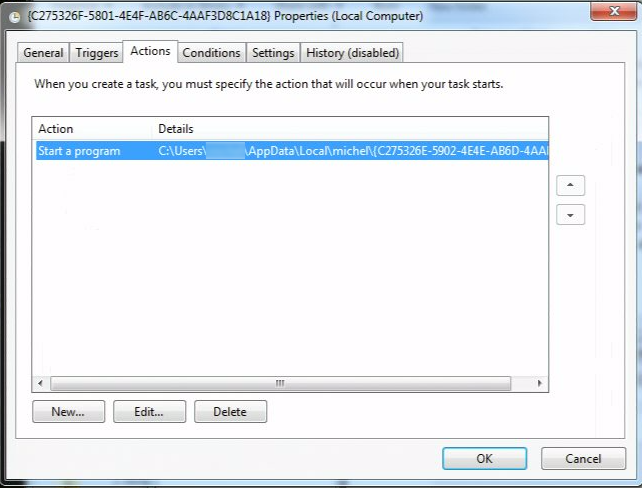 {C275326F-5801-4E4F-AB6C-4AAF3D8C1A18} Properties (Local Computer)
General Triggers Actions Conditions Settings History (disabled)
When you create a task, you must specify the action that will occur when your task starts.
Action Details
Start a program C:\Users\ \AppData\Local\michel\{C275326E-5902-4E4E-AB6D-4AA
New... Edit... Delete
OK Cancel